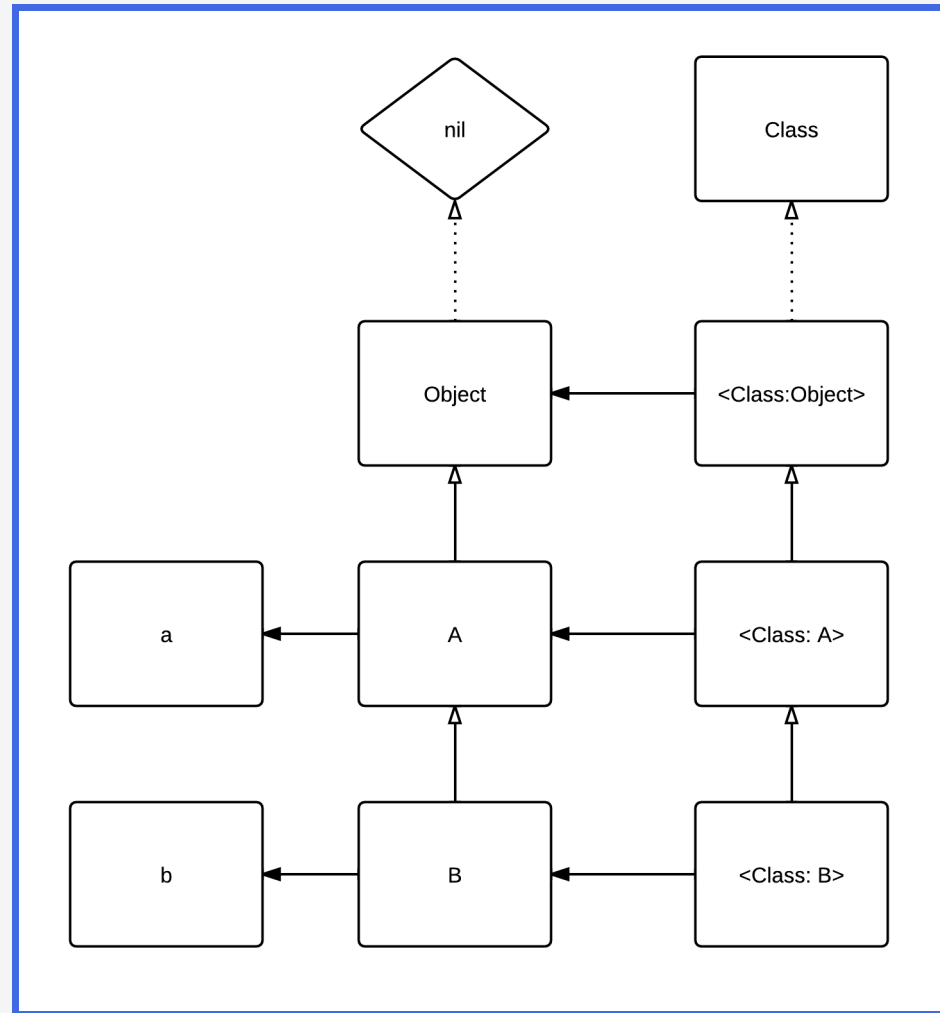 nil
Class
Object
<Class:Object>
a
A
<Class: A>
b
B
<Class: B>